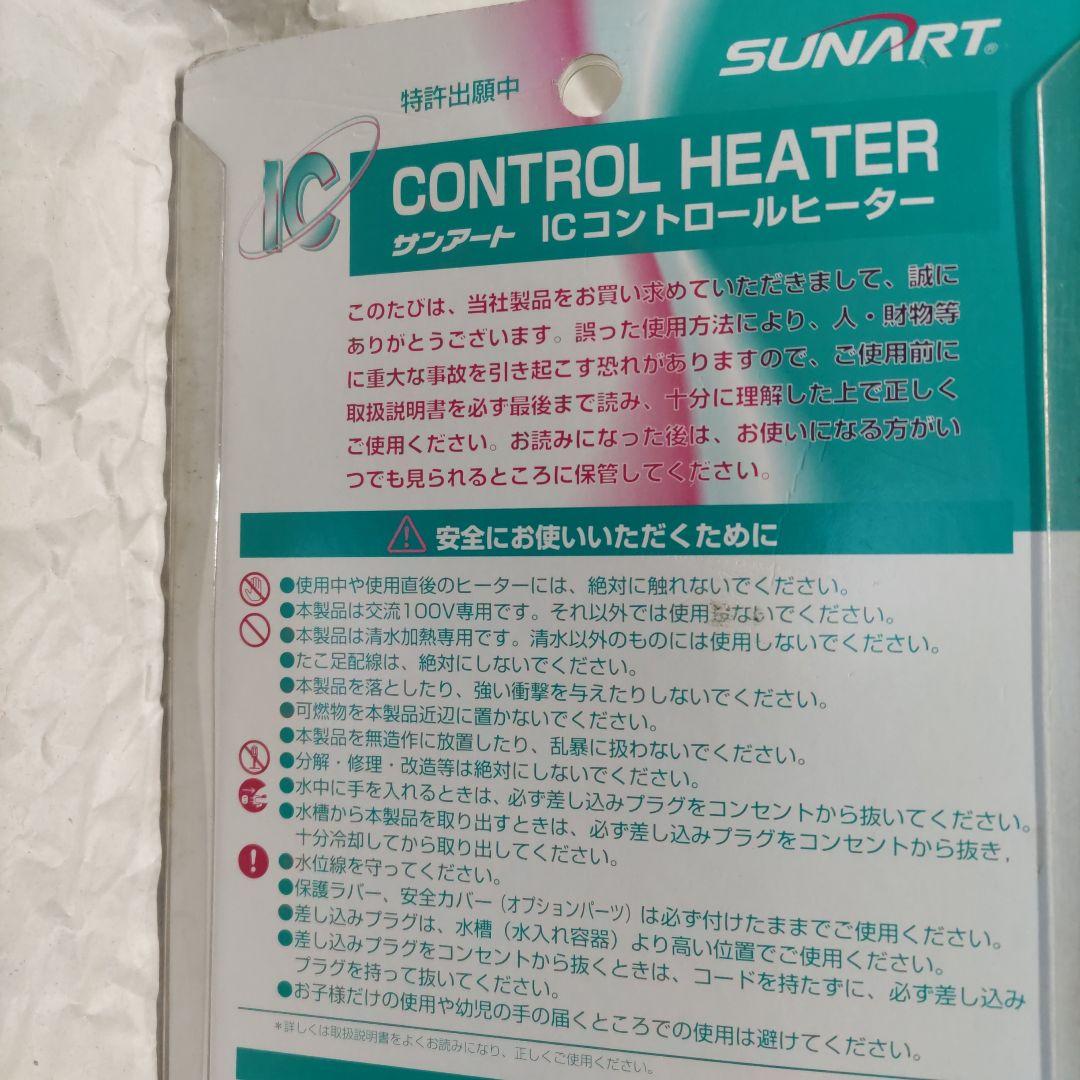 SUNART®
特許出願中
IC
CONTROL HEATER
サンアート ICコントロールヒーター
このたびは、当社製品をお買い求めていただきまして、誠に
ありがとうございます。誤った使用方法により、人・財物等
に重大な事故を引き起こす恐れがありますので、ご使用前に
取扱説明書を必ず最後まで読み、十分に理解した上で正しく
ご使用ください。お読みになった後は、お使いになる方がい
つでも見られるところに保管してください。
安全にお使いいただくために
●使用中や使用直後のヒーターには、絶対に触れないでください。
●本製品は交流100V専用です。それ以外では使用ないでください。
●本製品は清水加熱専用です。清水以外のものには使用しないでください。
●たこ足配線は、絶対にしないでください。
●本製品を落としたり、強い衝撃を与えたりしないでください。
●可燃物を本製品近辺に置かないでください。
●本製品を無造作に放置したり、乱暴に扱わないでください。
●分解・修理・改造等は絶対にしないでください。
●水中に手を入れるときは、必ず差し込みプラグをコンセントから抜いてください。
●水槽から本製品を取り出すときは、必ず差し込みプラグをコンセントから抜き，
十分冷却してから取り出してください。
●水位線を守ってください。
●保護ラバー、安全カバー（オプションパーツ）は必ず付けたままでご使用ください。
●差し込みプラグは、水槽（水入れ容器）より高い位置でご使用ください。
●差し込みプラグをコンセントから抜くときは、コードを持たずに、必ず差し込み
プラグを持って抜いてください。
●お子様だけの使用や幼児の手の届くところでの使用は避けてください。
＊詳しくは取扱説明書をよくお読みになり、正しくご使用ください。